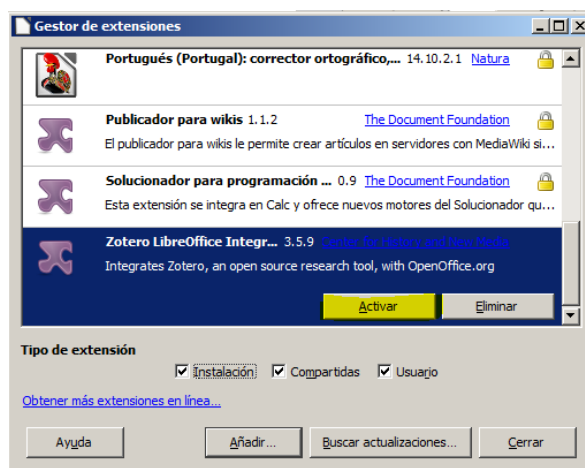 Gestor de extensiones
Portugués (Portugal): corrector ortográfico,... 14.10.2.1 Natura
Publicador para wikis 1.1.2 The Document Foundation
El publicador para wikis le permite crear artículos en servidores con MediaWiki si...
Solucionador para programación ... 0.9 The Document Foundation
Esta extensión se integra en Calc y ofrece nuevos motores del Solucionador qu...
Zotero LibreOffice Integr... 3.5.9 Center for History and New Media
Integrates Zotero, an open source research tool, with OpenOffice.org
Activar Eliminar
Tipo de extensión
Instalación Compartidas Usuario
Obtener más extensiones en línea...
Ayuda Añadir... Buscar actualizaciones... Cerrar